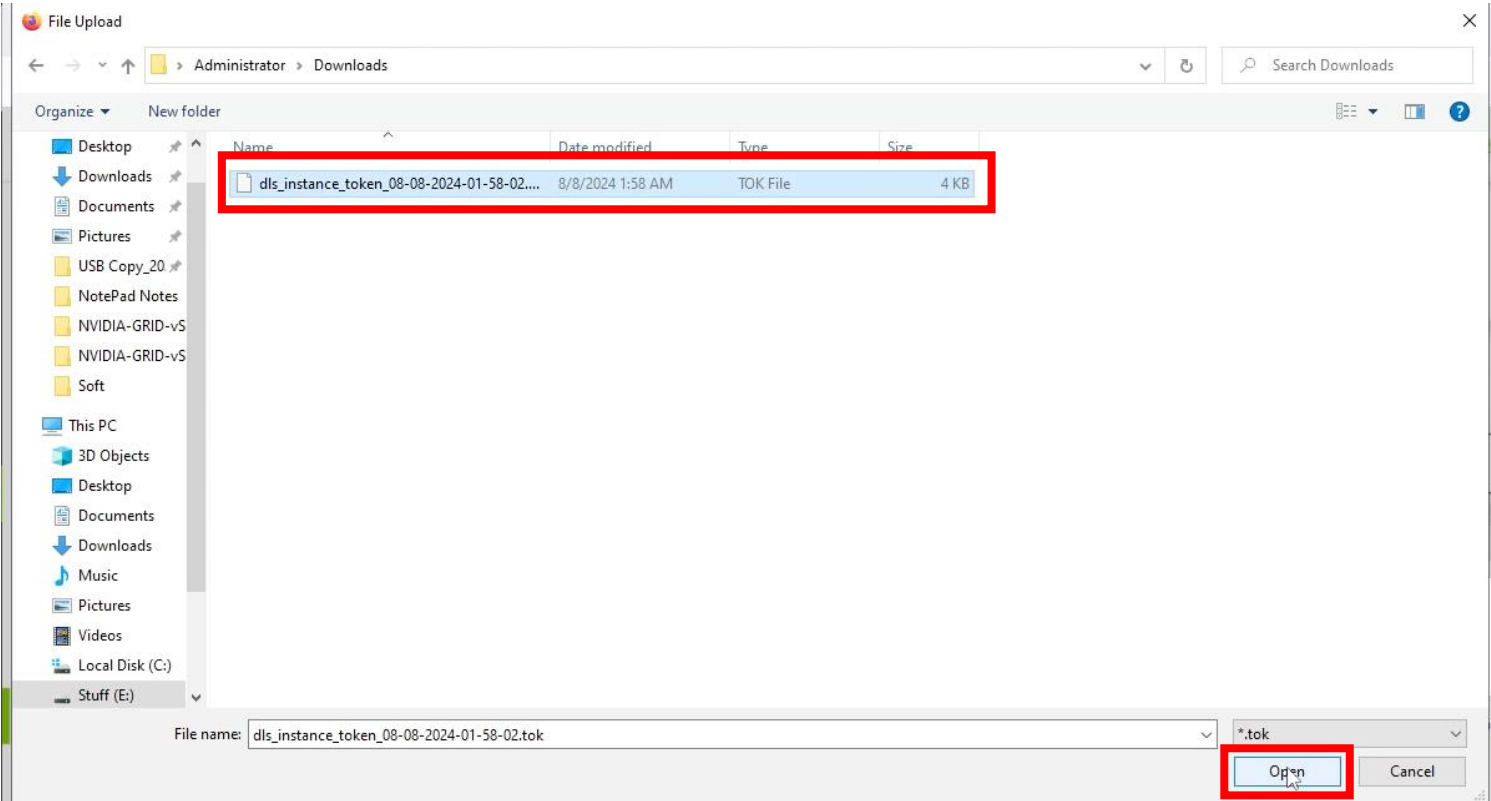 File Upload
Administrator > Downloads
Search Downloads
Organize
New folder
Name Date modified Type Size
dls_instance_token_08-08-2024-01-58-02.... 8/8/2024 1:58 AM TOK File 4 KB
Desktop
Downloads
Documents
Pictures
USB Copy_20
NotePad Notes
NVIDIA-GRID-vS
NVIDIA-GRID-vS
Soft
This PC
3D Objects
Desktop
Documents
Downloads
Music
Pictures
Videos
Local Disk (C:)
Stuff (E:)
File name: dls_instance_token_08-08-2024-01-58-02.tok
*.tok
Open
Cancel